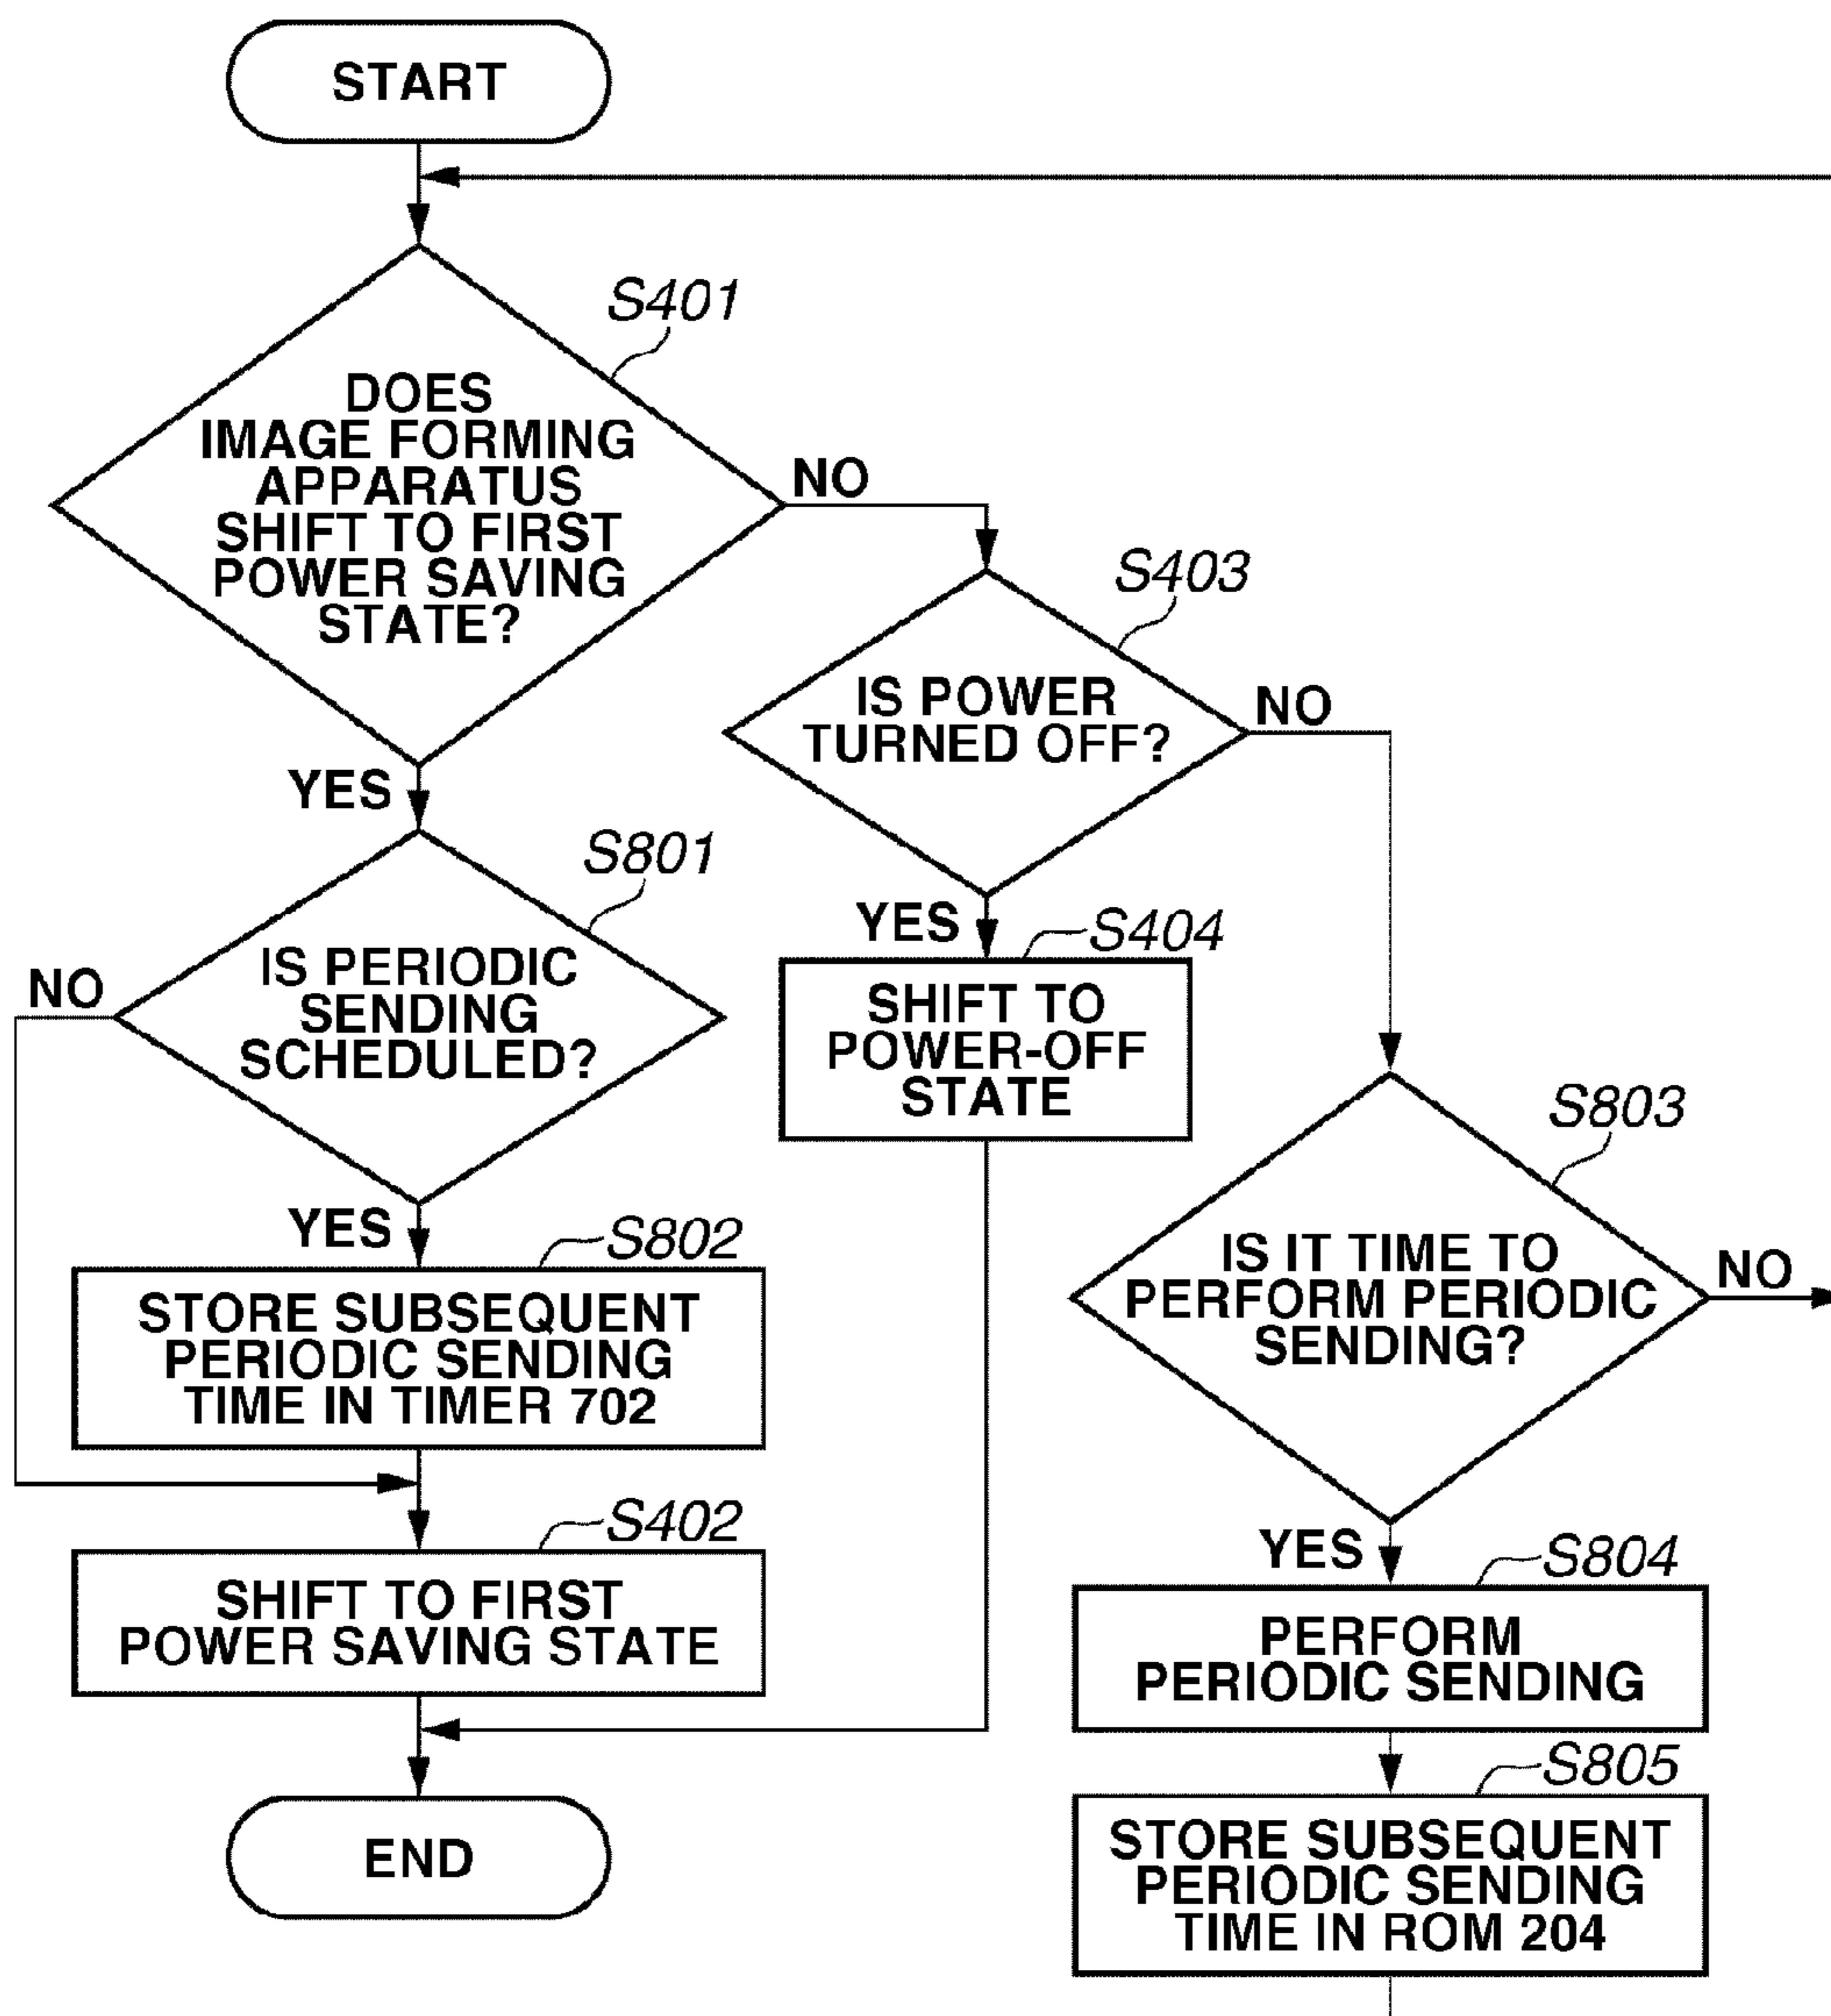 START
S401
DOES
IMAGE FORMING
APPARATUS
SHIFT TO FIRST
POWER SAVING
STATE?
NO
YES
S403
IS POWER
TURNED OFF?
NO
YES
S801
IS PERIODIC
SENDING
SCHEDULED?
NO
YES
S404
SHIFT TO
POWER-OFF
STATE
S803
IS IT TIME TO
PERFORM PERIODIC
SENDING?
NO
YES
S802
STORE SUBSEQUENT
PERIODIC SENDING
TIME IN TIMER 702
S402
SHIFT TO FIRST
POWER SAVING STATE
S804
PERFORM
PERIODIC SENDING
S805
STORE SUBSEQUENT
PERIODIC SENDING
TIME IN ROM 204
END